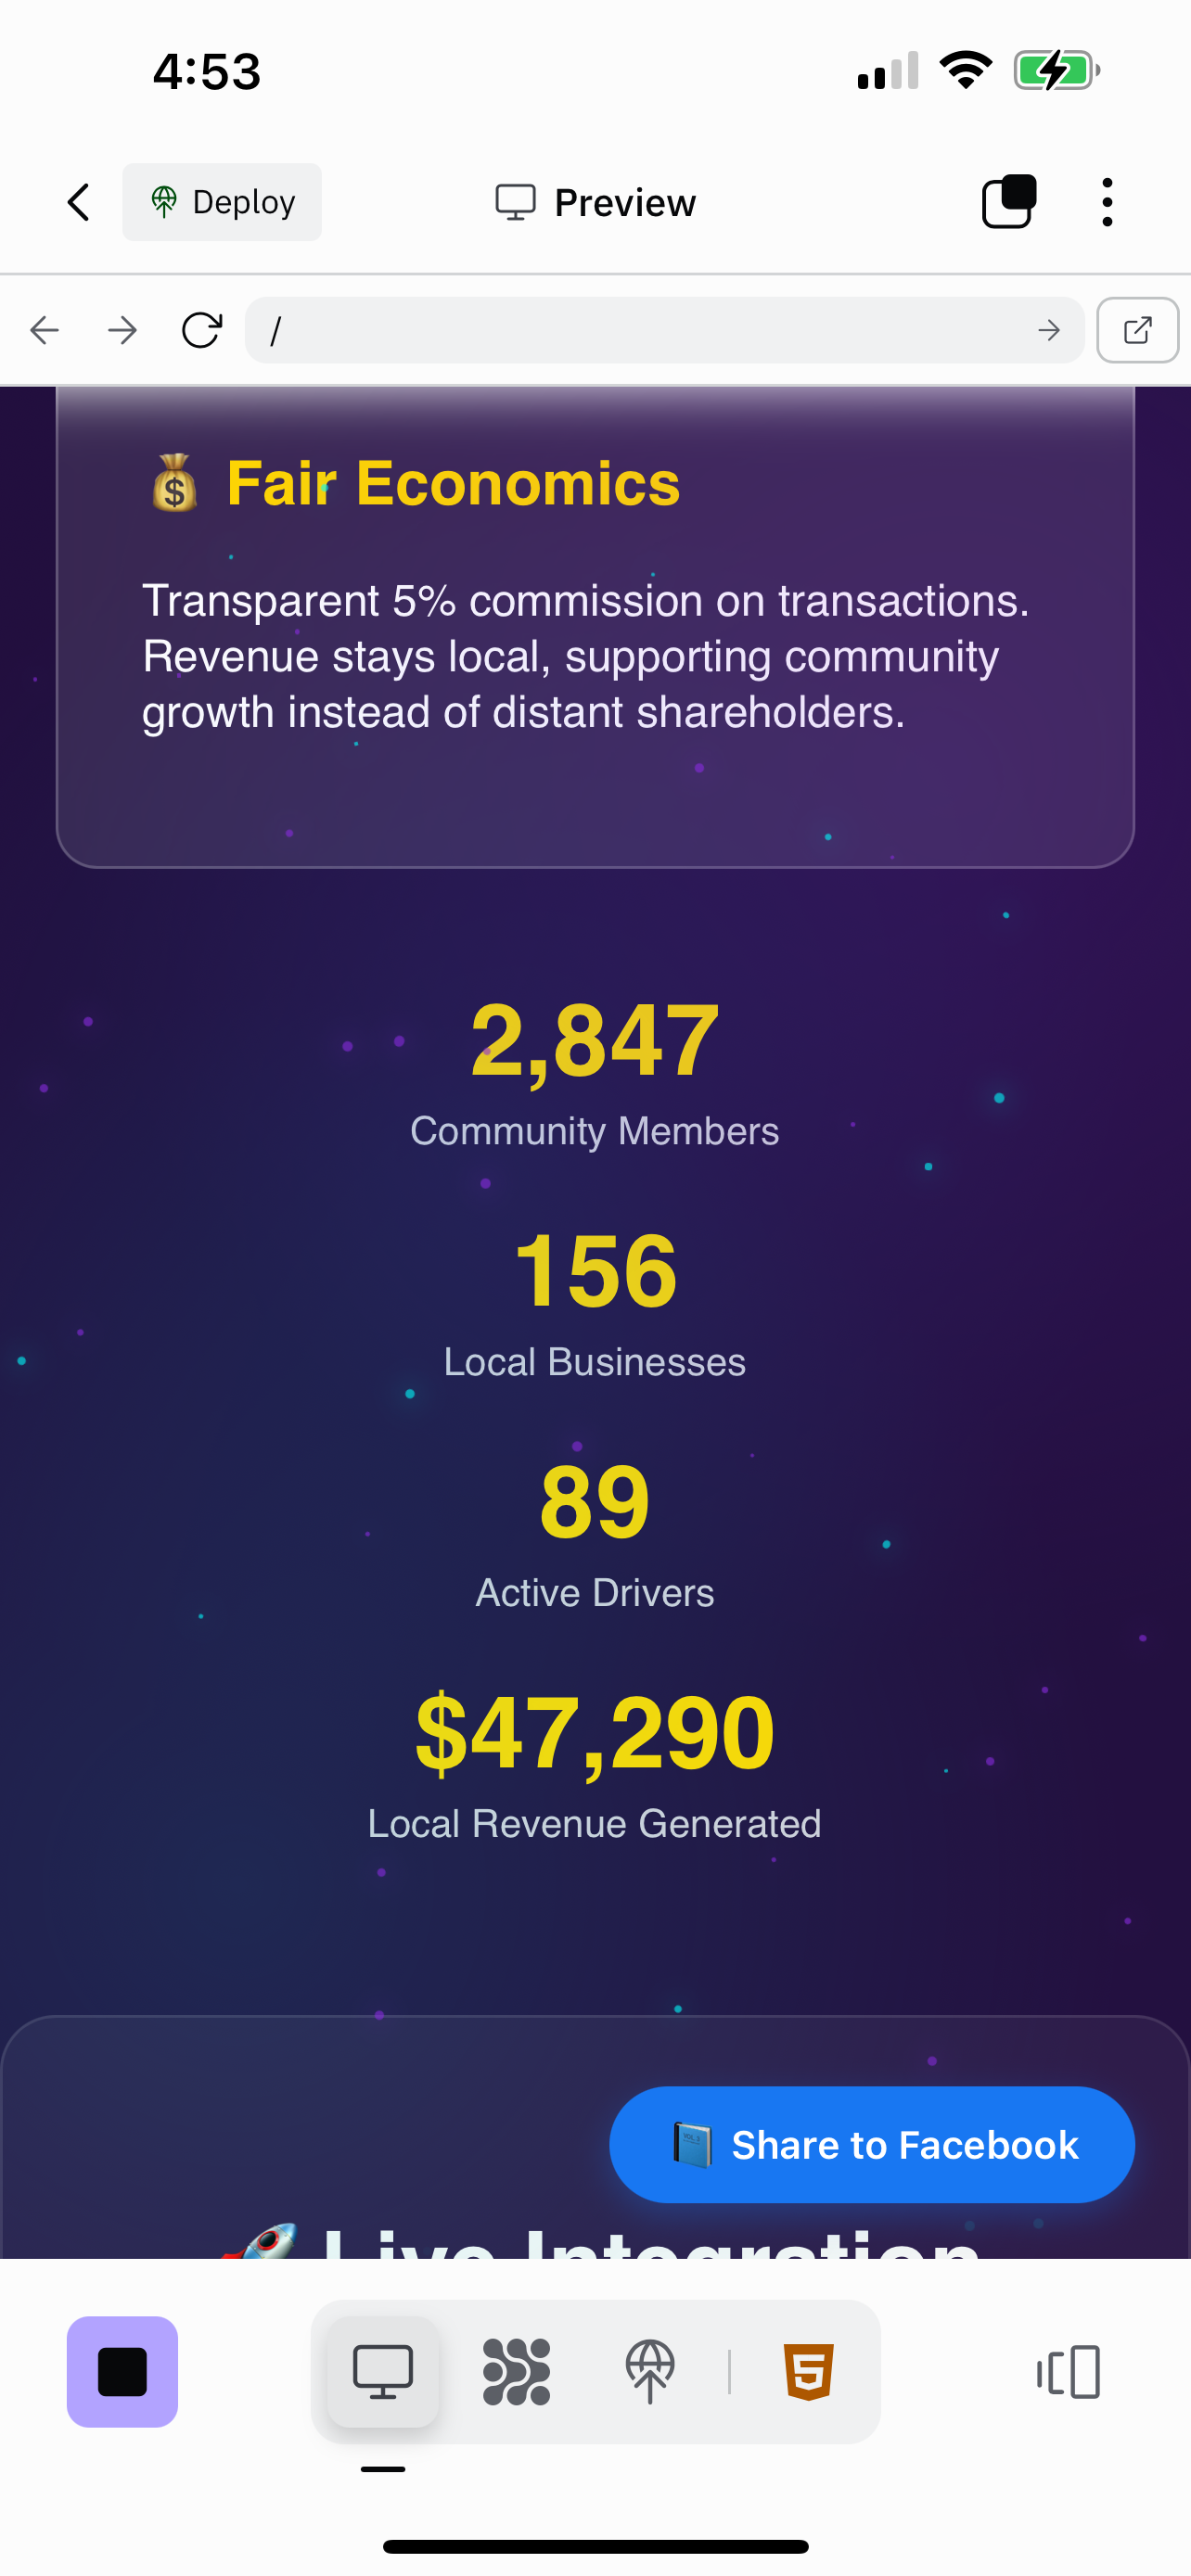 4:53
Deploy
Preview
/
💰 Fair Economics
Transparent 5% commission on transactions.
Revenue stays local, supporting community
growth instead of distant shareholders.
2,847
Community Members
156
Local Businesses
89
Active Drivers
$47,290
Local Revenue Generated
📘 Share to Facebook
🚀 Live Integration